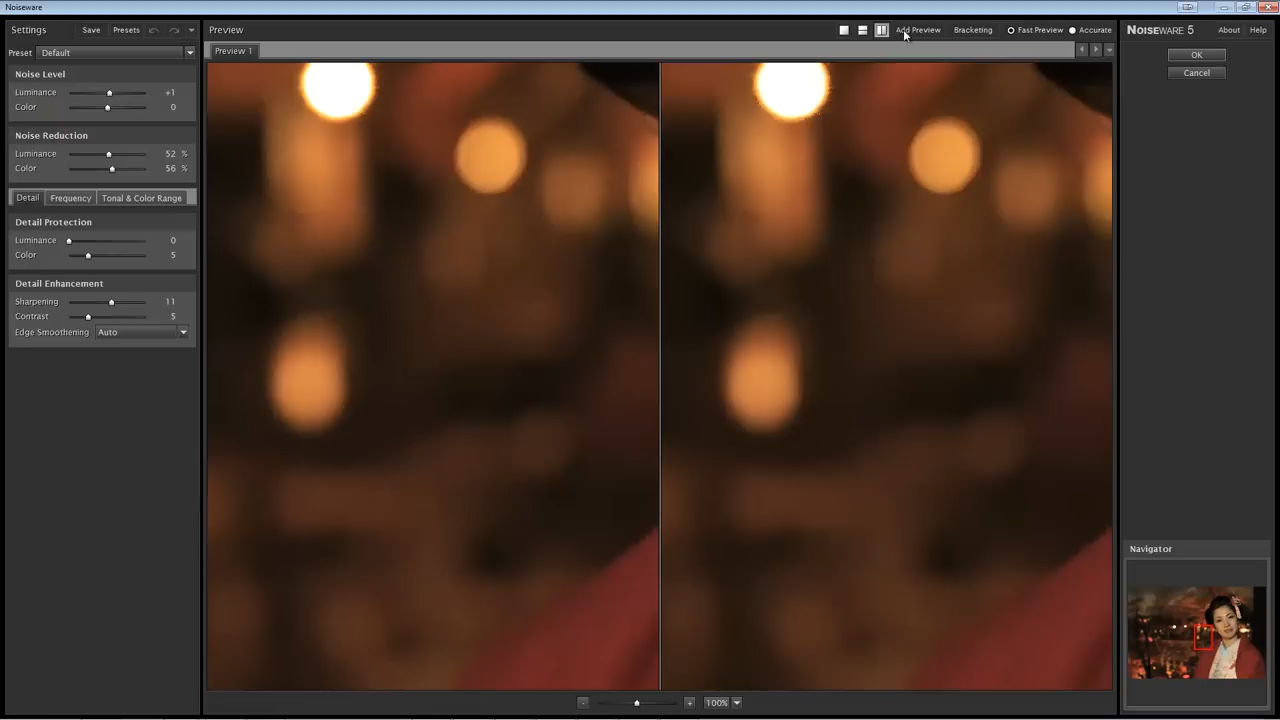 Noiseware
Settings Save Presets
Preset Default
Noise Level
Luminance +1
Color 0
Noise Reduction
Luminance 52 %
Color 56 %
Detail Frequency Tonal & Color Range
Detail Protection
Luminance 0
Color 5
Detail Enhancement
Sharpening 11
Contrast 5
Edge Smoothening Auto
Preview Add Preview Bracketing Fast Preview Accurate
Preview 1
- + 100%
NOISEWARE 5 About Help
OK
Cancel
Navigator